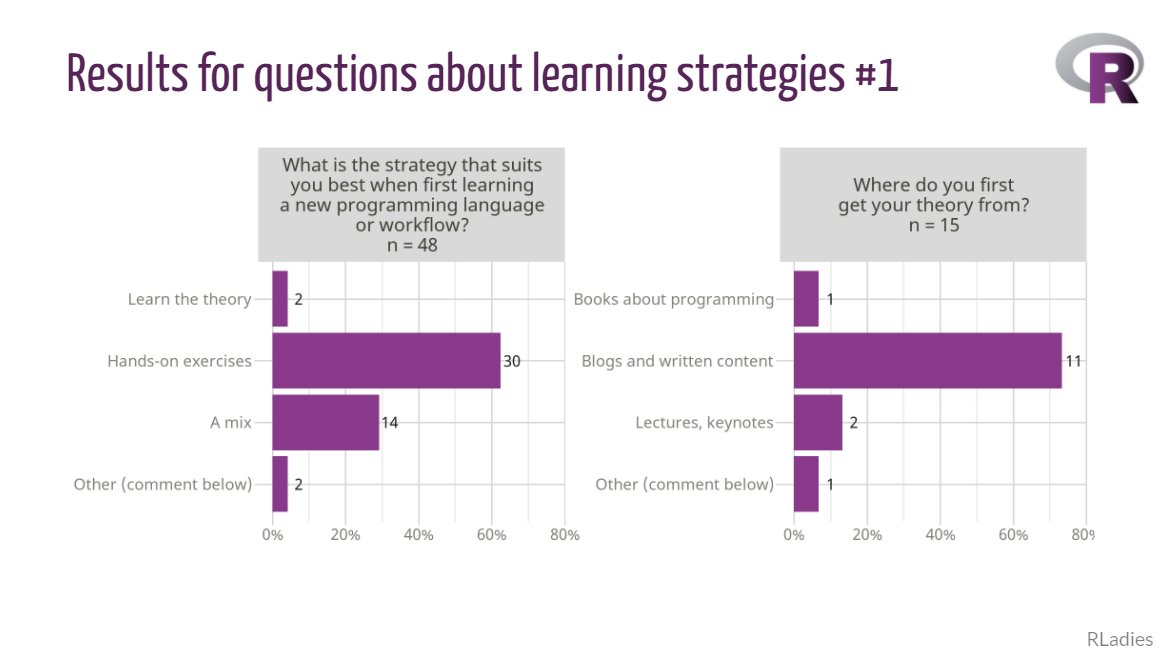 Results for questions about learning strategies #1
R
What is the strategy that suits
you best when first learning
a new programming language
or workflow?
n = 48
Learn the theory
2
Hands-on exercises
30
A mix
14
Other (comment below)
2
0%
20%
40%
60%
80%
Where do you first
get your theory from?
n = 15
Books about programming
1
Blogs and written content
11
Lectures, keynotes
2
Other (comment below)
1
0%
20%
40%
60%
80%
RLadies